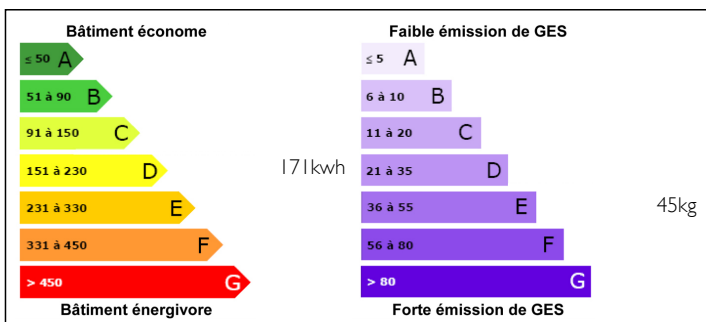 Bâtiment économe
≤ 50 A
51 à 90 B
91 à 150 C
151 à 230 D
171kwh
231 à 330 E
331 à 450 F
> 450 G
Bâtiment énergivore
Faible émission de GES
≤ 5 A
6 à 10 B
11 à 20 C
21 à 35 D
36 à 55 E
45kg
56 à 80 F
> 80 G
Forte émission de GES